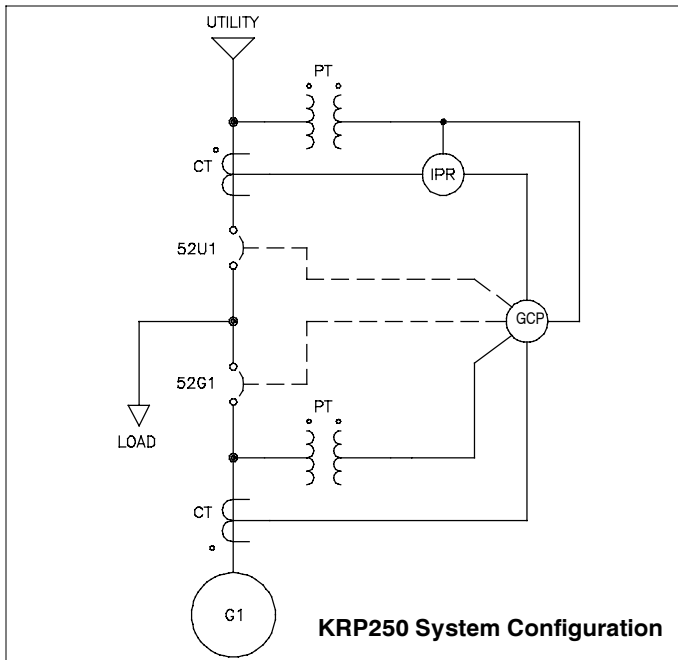 UTILITY
PT
CT
IPR
52U1
GCP
52G1
LOAD
PT
CT
G1
KRP250 System Configuration